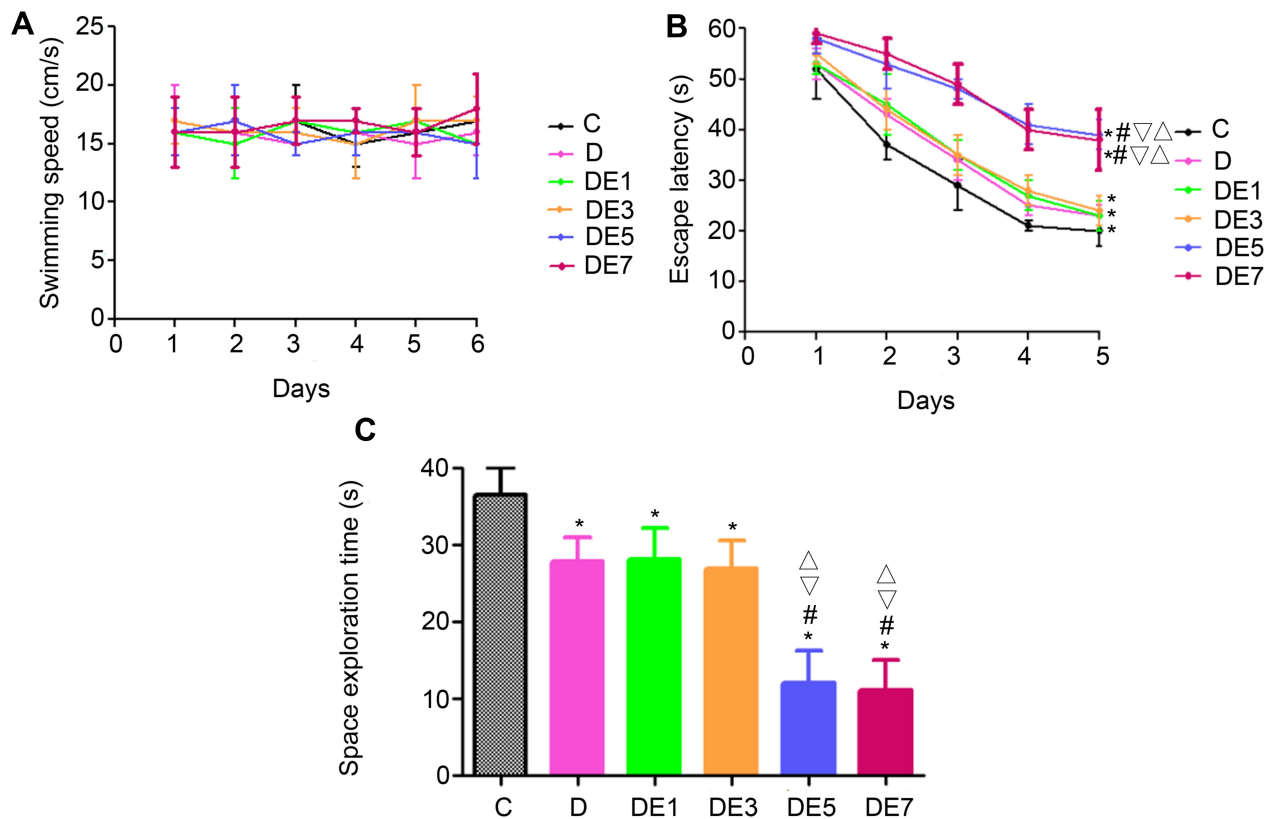 A
Swimming speed (cm/s)
25
20
15
10
5
0
0 1 2 3 4 5 6
Days
C
D
DE1
DE3
DE5
DE7
B
Escape latency (s)
60
50
40
30
20
10
0
0 1 2 3 4 5
Days
*#▽△
*#▽△
*
*
*
C
D
DE1
DE3
DE5
DE7
C
Space exploration time (s)
40
30
20
10
0
*
*
*
△
▽
#
*
△
▽
#
*
C D DE1 DE3 DE5 DE7